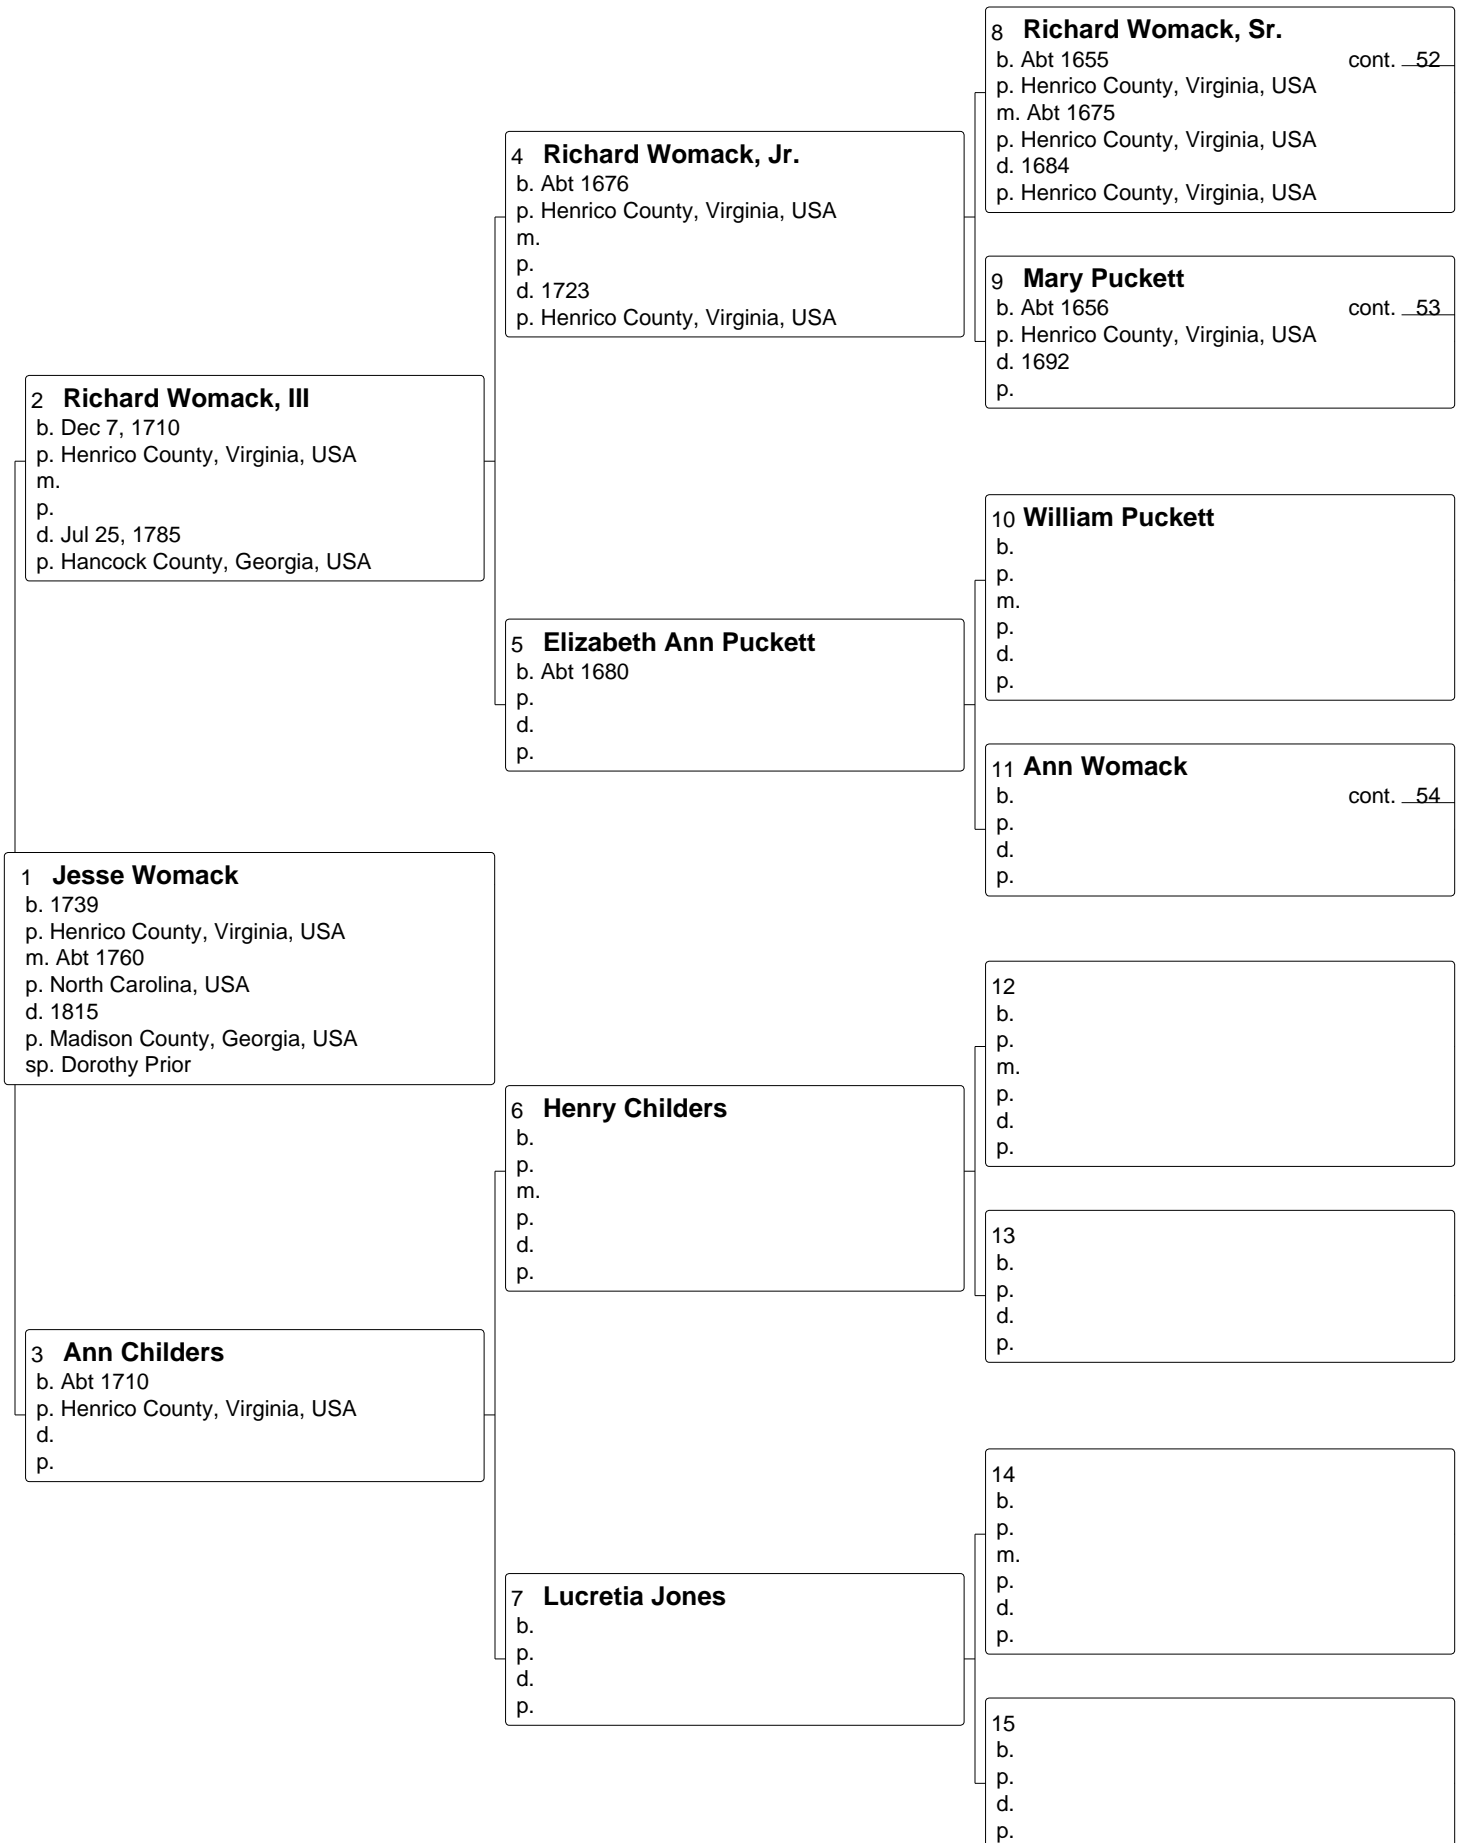 8 Richard Womack, Sr.
b. Abt 1655 cont. 52
p. Henrico County, Virginia, USA
m. Abt 1675
p. Henrico County, Virginia, USA
d. 1684
p. Henrico County, Virginia, USA
4 Richard Womack, Jr.
b. Abt 1676
p. Henrico County, Virginia, USA
m.
p.
d. 1723
p. Henrico County, Virginia, USA
9 Mary Puckett
b. Abt 1656 cont. 53
p. Henrico County, Virginia, USA
d. 1692
p.
2 Richard Womack, III
b. Dec 7, 1710
p. Henrico County, Virginia, USA
m.
p.
d. Jul 25, 1785
p. Hancock County, Georgia, USA
10 William Puckett
b.
p.
m.
p.
d.
p.
5 Elizabeth Ann Puckett
b. Abt 1680
p.
d.
p.
11 Ann Womack
b. cont. 54
p.
d.
p.
1 Jesse Womack
b. 1739
p. Henrico County, Virginia, USA
m. Abt 1760
p. North Carolina, USA
d. 1815
p. Madison County, Georgia, USA
sp. Dorothy Prior
12
b.
p.
m.
p.
d.
p.
6 Henry Childers
b.
p.
m.
p.
d.
p.
13
b.
p.
d.
p.
3 Ann Childers
b. Abt 1710
p. Henrico County, Virginia, USA
d.
p.
14
b.
p.
m.
p.
d.
p.
7 Lucretia Jones
b.
p.
d.
p.
15
b.
p.
d.
p.